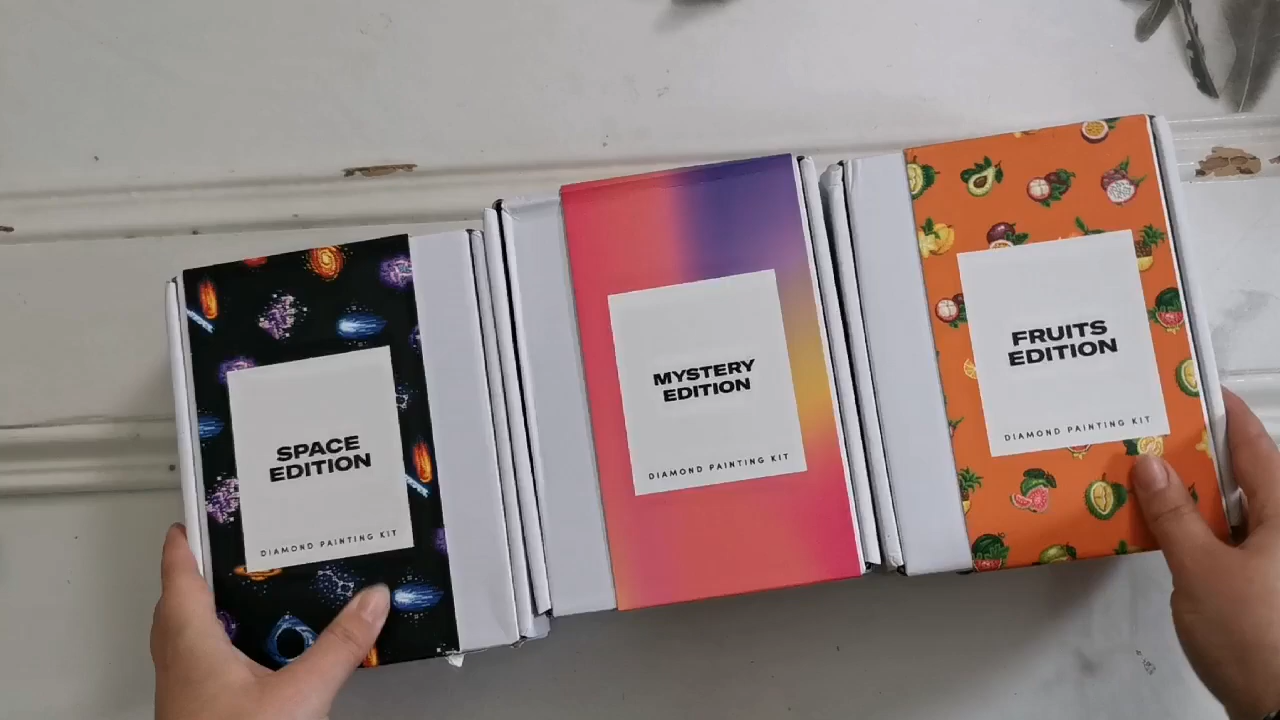 SPACE
EDITION
DIAMOND PAINTING KIT
MYSTERY
EDITION
DIAMOND PAINTING KIT
FRUITS
EDITION
DIAMOND PAINTING KIT